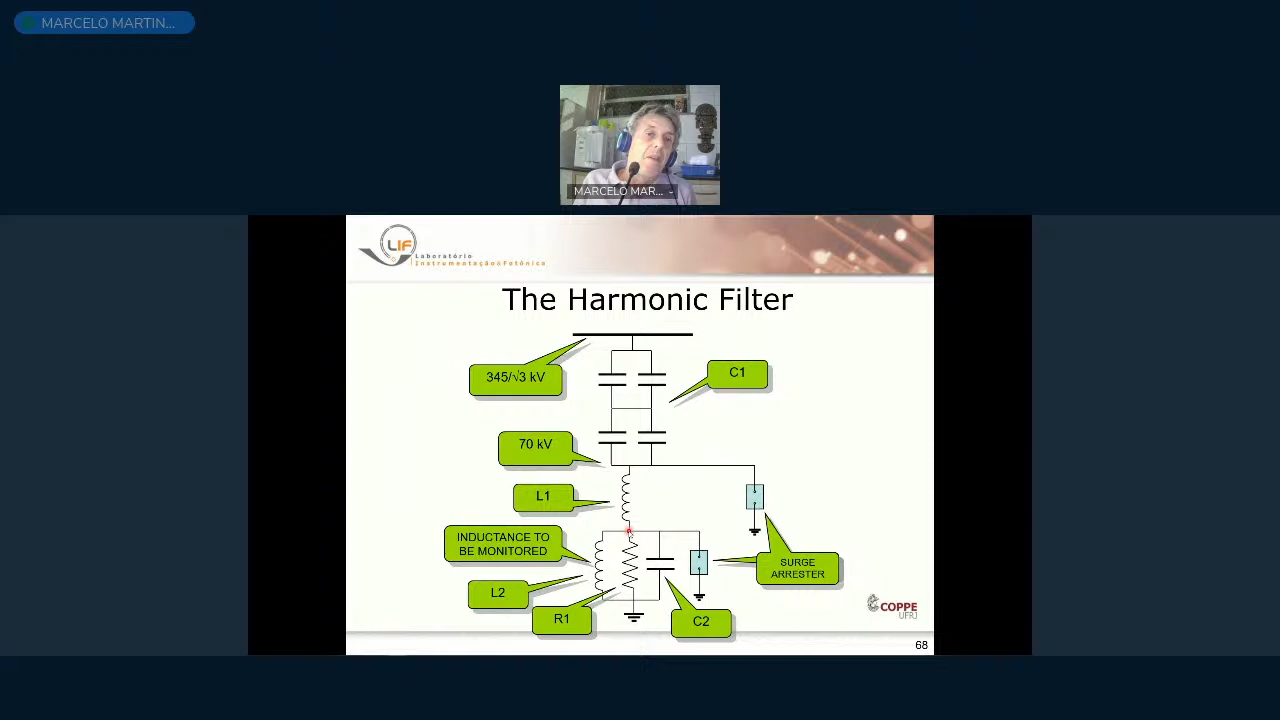 MARCELO MARTIN...
MARCELO MAR...
LIF
Laboratório
Instrumentação&Fotônica
The Harmonic Filter
345/√3 kV
C1
70 kV
L1
INDUCTANCE TO
BE MONITORED
SURGE
ARRESTER
L2
R1
C2
COPPE
UFRJ
68